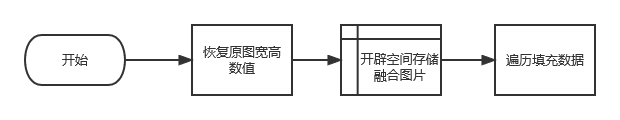 开始
恢复原图宽高
数值
开辟空间存储
融合图片
遍历填充数据